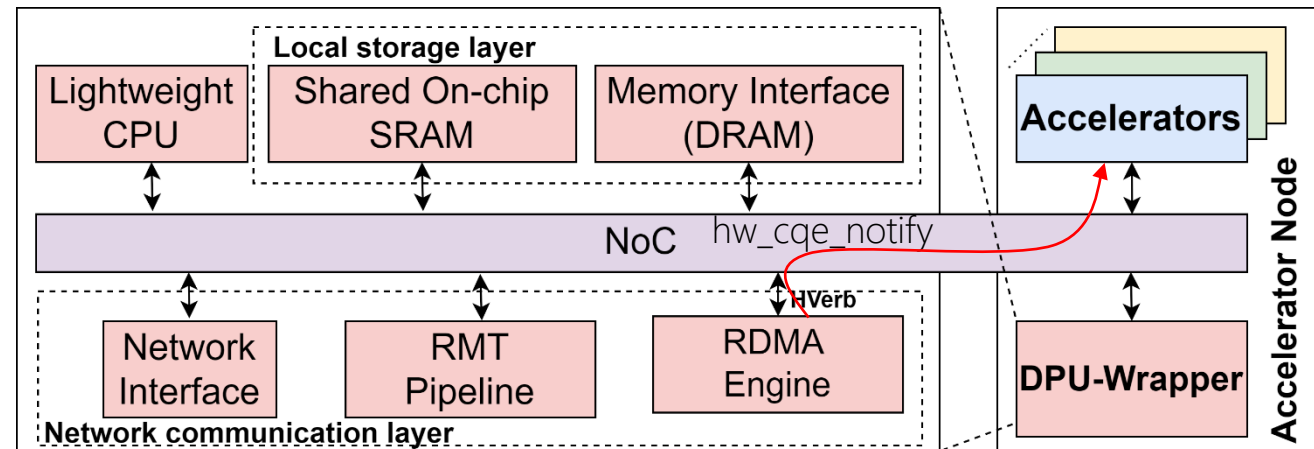 Local storage layer
Lightweight
CPU
Shared On-chip
SRAM
Memory Interface
(DRAM)
Accelerators
NoC
hw_cqe_notify
HVerb
Network
Interface
RMT
Pipeline
RDMA
Engine
DPU-Wrapper
Network communication layer
Accelerator Node